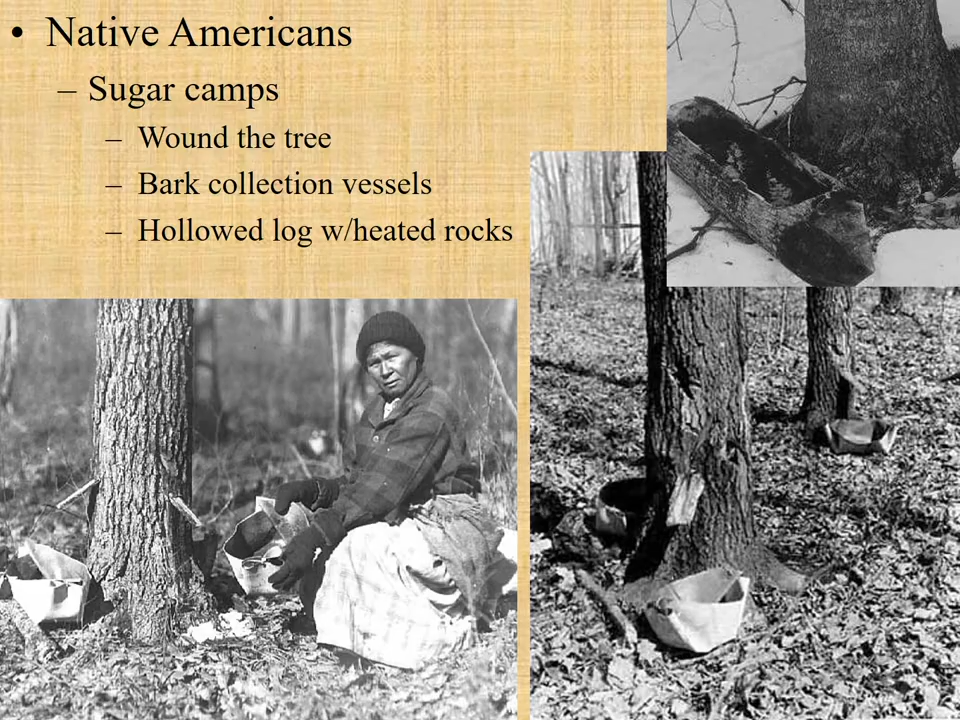 • Native Americans
– Sugar camps
– Wound the tree
– Bark collection vessels
– Hollowed log w/heated rocks